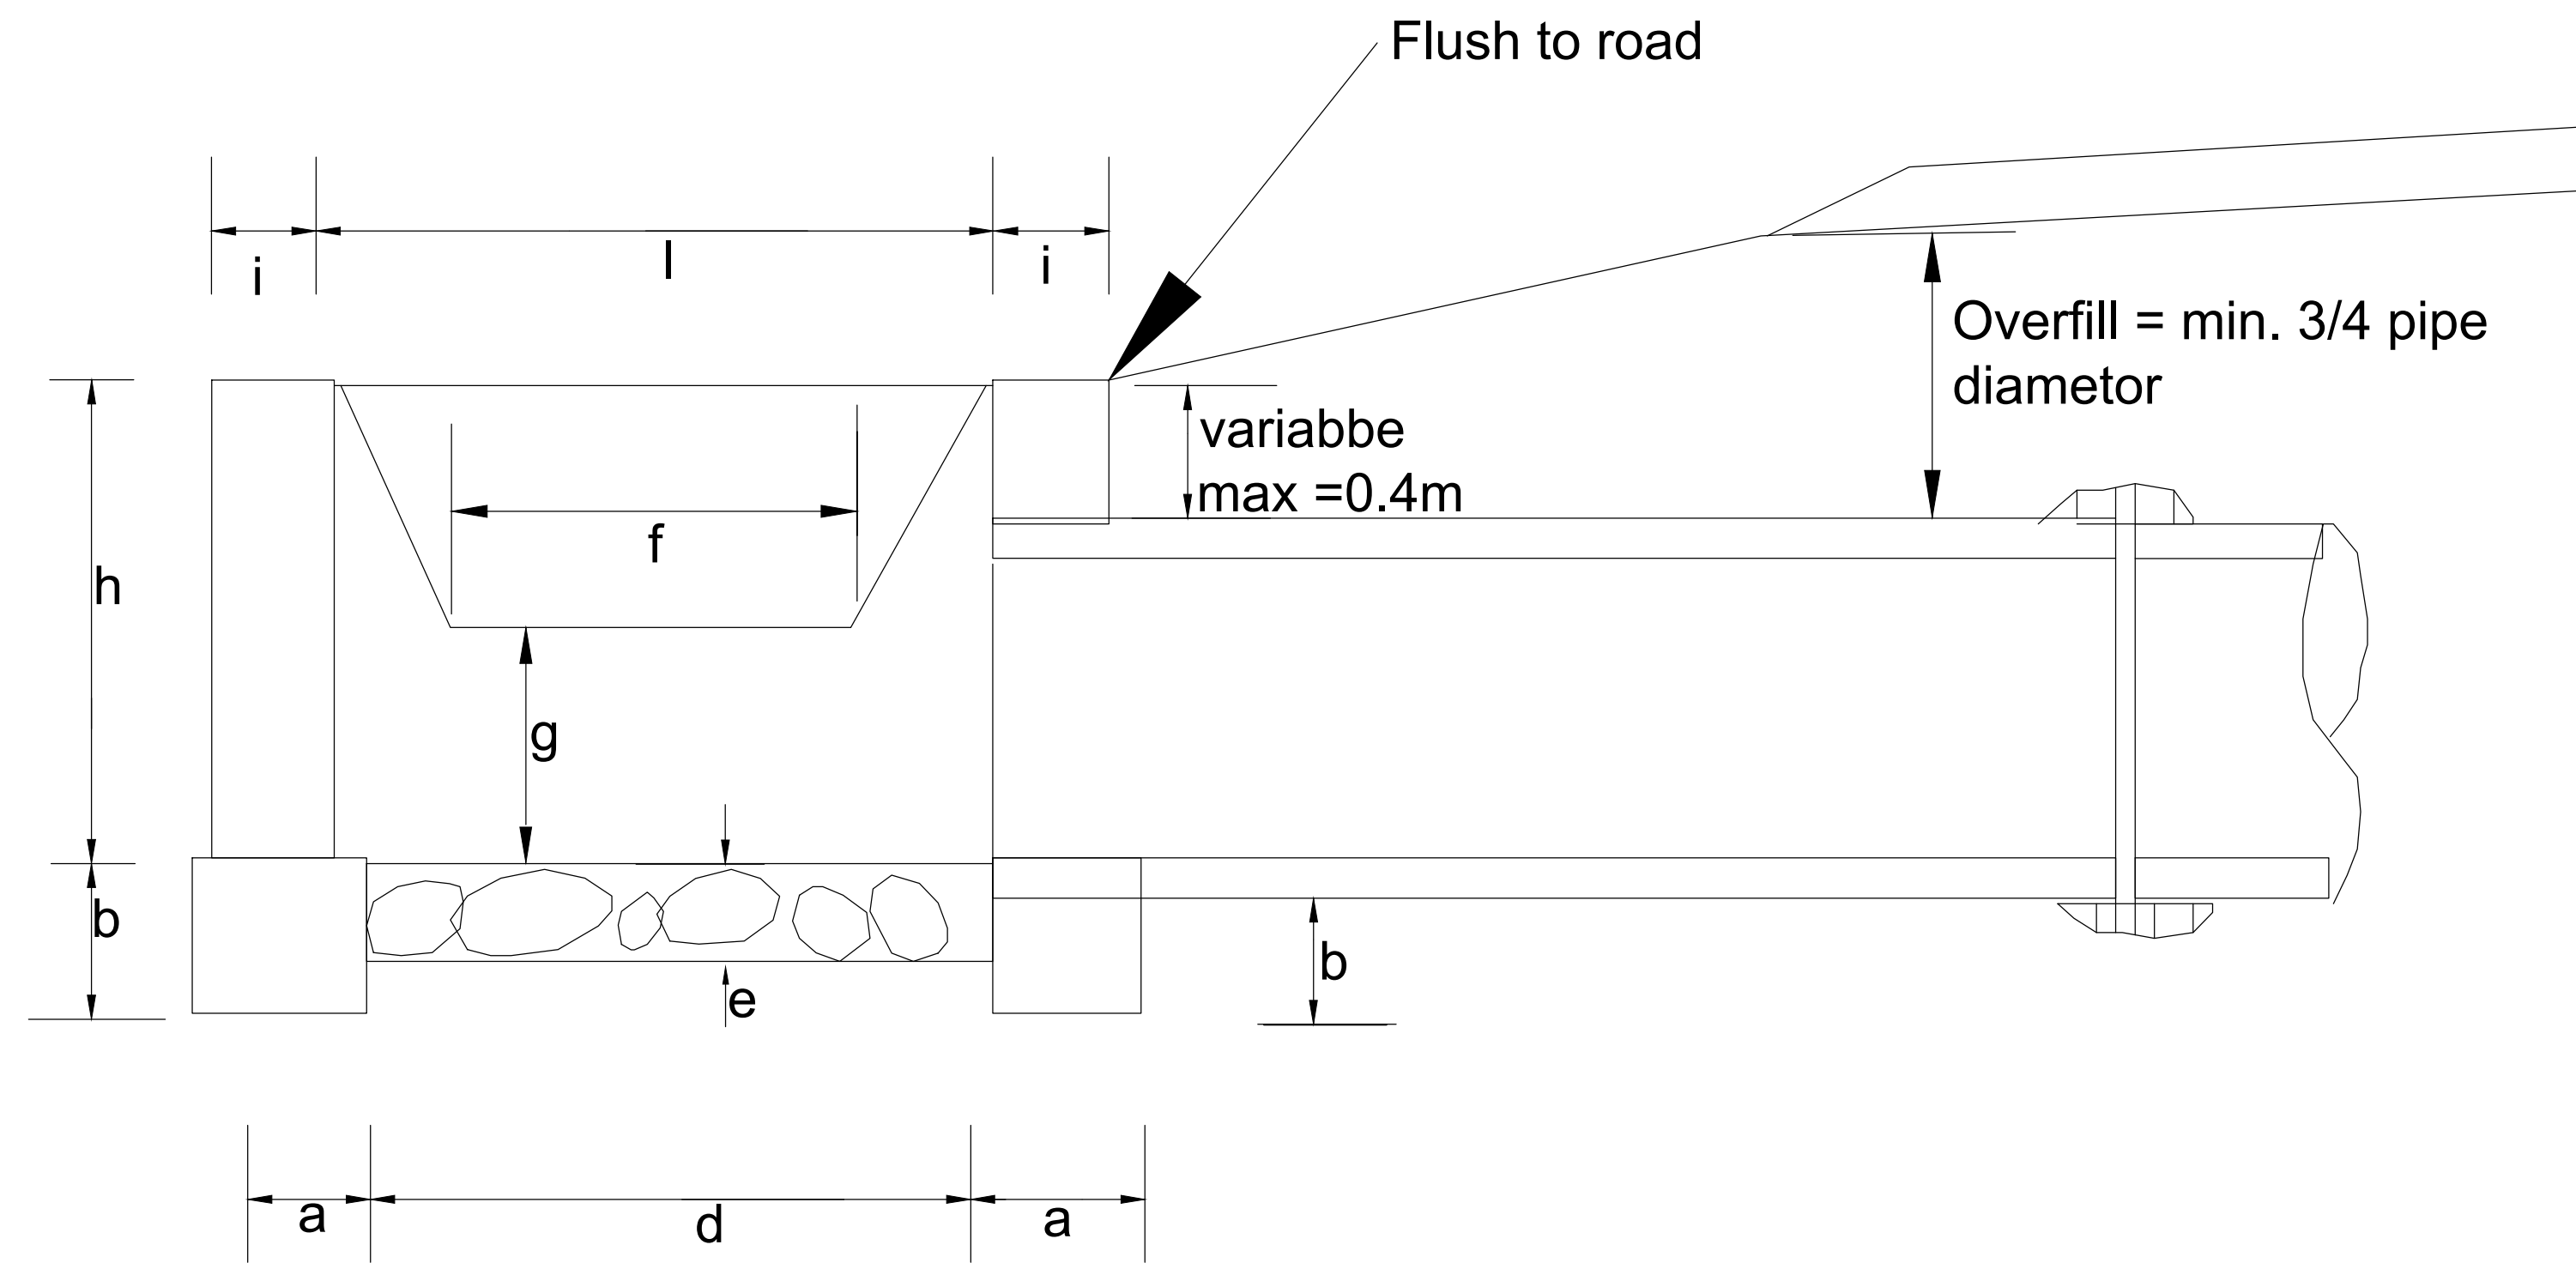 Flush to road
i
l
i
Overfill = min. 3/4 pipe
diametor
variabbe
max =0.4m
f
h
g
b
e
b
a
d
a